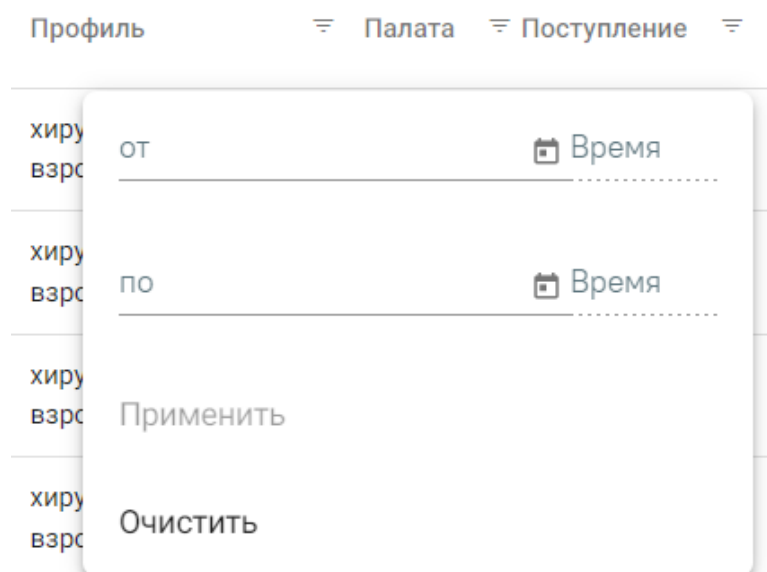 Профиль Палата Поступление
от Время
по Время
Применить
Очистить